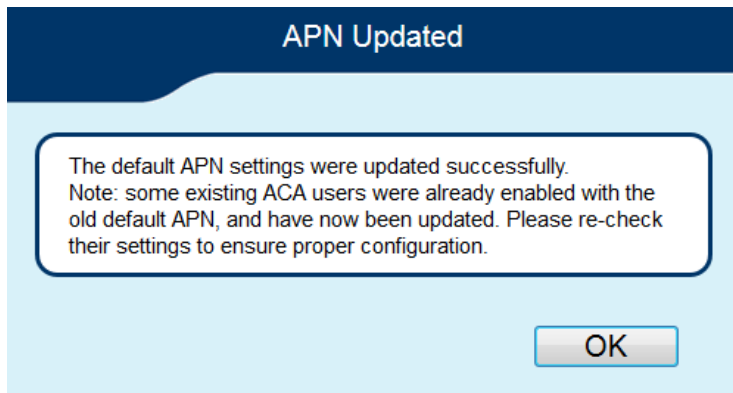 APN Updated
The default APN settings were updated successfully.
Note: some existing ACA users were already enabled with the
old default APN, and have now been updated. Please re-check
their settings to ensure proper configuration.
OK